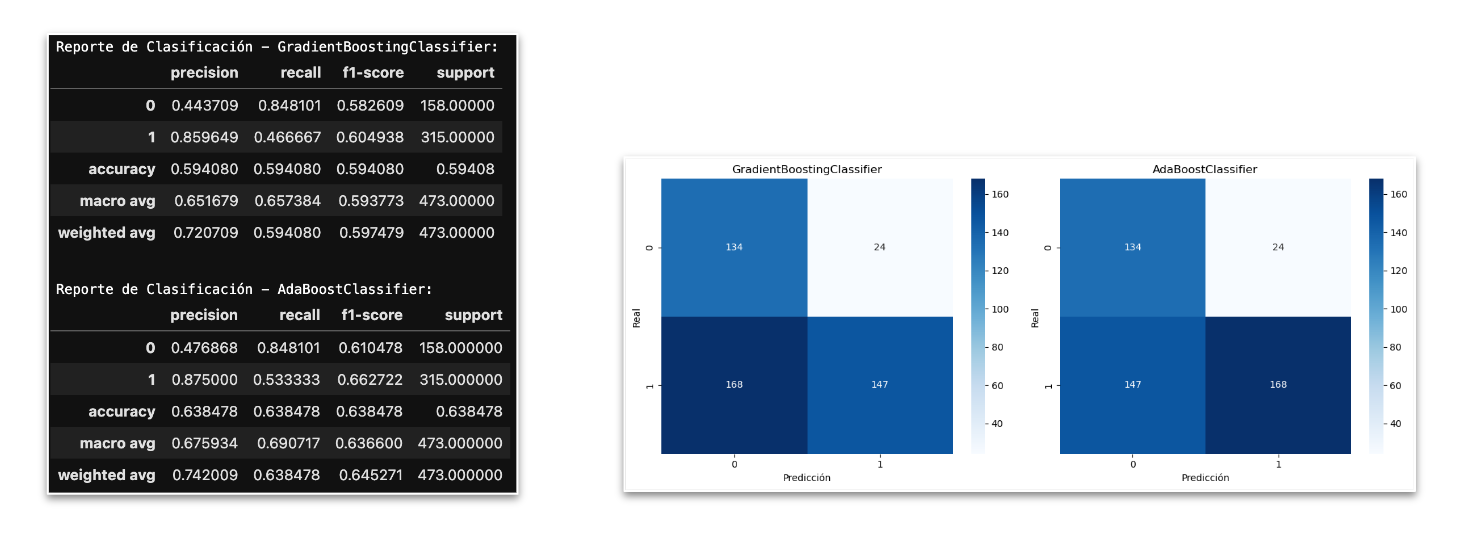 Reporte de Clasificación – GradientBoostingClassifier:
precision recall f1-score support
0 0.443709 0.848101 0.582609 158.00000
1 0.859649 0.466667 0.604938 315.00000
accuracy 0.594080 0.594080 0.594080 0.59408
macro avg 0.651679 0.657384 0.593773 473.00000
weighted avg 0.720709 0.594080 0.597479 473.00000
Reporte de Clasificación – AdaBoostClassifier:
precision recall f1-score support
0 0.476868 0.848101 0.610478 158.000000
1 0.875000 0.533333 0.662722 315.000000
accuracy 0.638478 0.638478 0.638478 0.638478
macro avg 0.675934 0.690717 0.636600 473.000000
weighted avg 0.742009 0.638478 0.645271 473.000000
GradientBoostingClassifier
Real
0
1
134 24
168 147
0 1
Predicción
160
140
120
100
80
60
40
AdaBoostClassifier
Real
0
1
134 24
147 168
0 1
Predicción
160
140
120
100
80
60
40